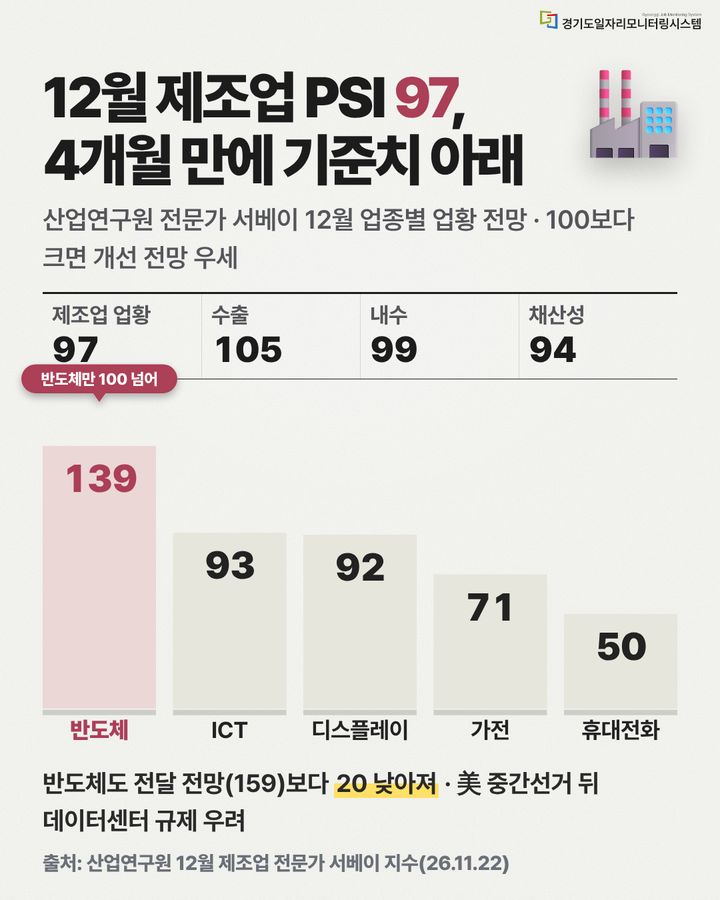 경기도일자리모니터링시스템
12월 제조업 PSI 97,
4개월 만에 기준치 아래
산업연구원 전문가 서베이 12월 업종별 업황 전망 · 100보다
크면 개선 전망 우세
제조업 업황 수출 내수 채산성
97 105 99 94
반도체만 100 넘어
139 93 92 71 50
반도체 ICT 디스플레이 가전 휴대전화
반도체도 전달 전망(159)보다 20 낮아져 · 美 중간선거 뒤
데이터센터 규제 우려
출처: 산업연구원 12월 제조업 전문가 서베이 지수(26.11.22)